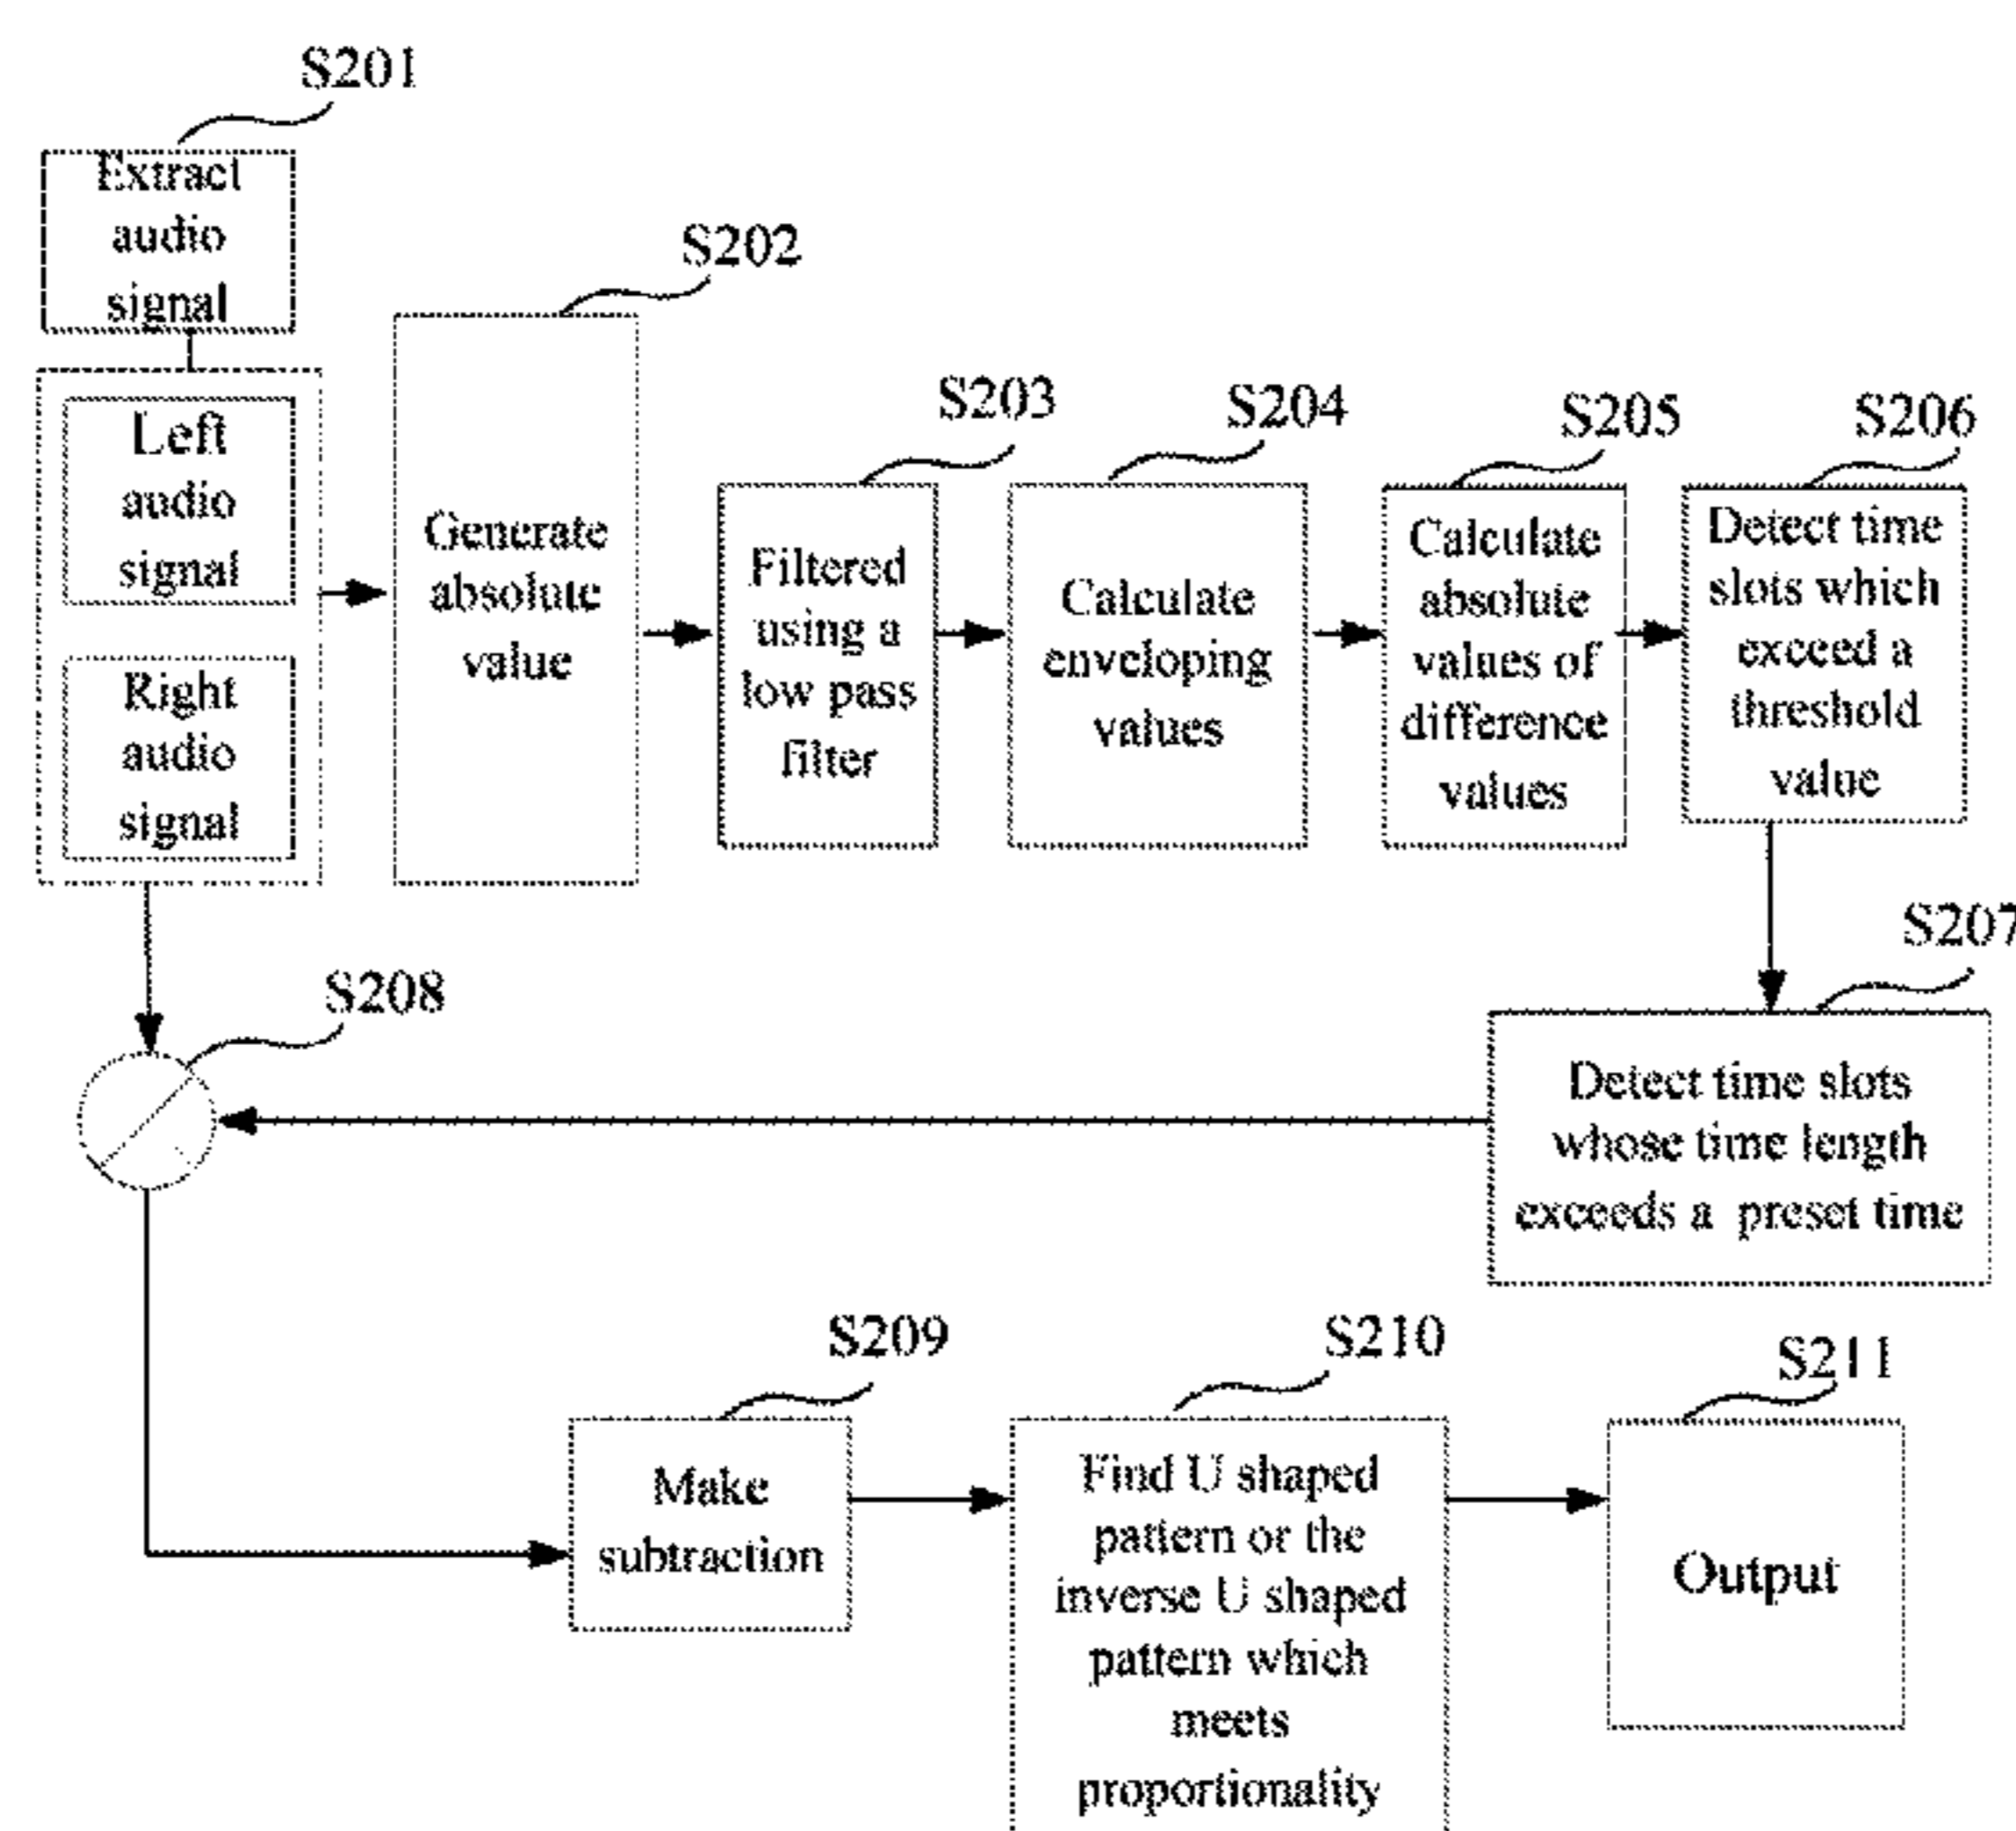 S201
Extract
audio
signal
S202
Left
audio
signal
Right
audio
signal
Generate
absolute
value
S203
Filtered
using a
low pass
filter
S204
Calculate
enveloping
values
S205
Calculate
absolute
values of
difference
values
S206
Detect time
slots which
exceed a
threshold
value
S207
Detect time slots
whose time length
exceeds a preset time
S208
S209
Make
subtraction
S210
Find U shaped
pattern or the
inverse U shaped
pattern which
meets
proportionality
S211
Output